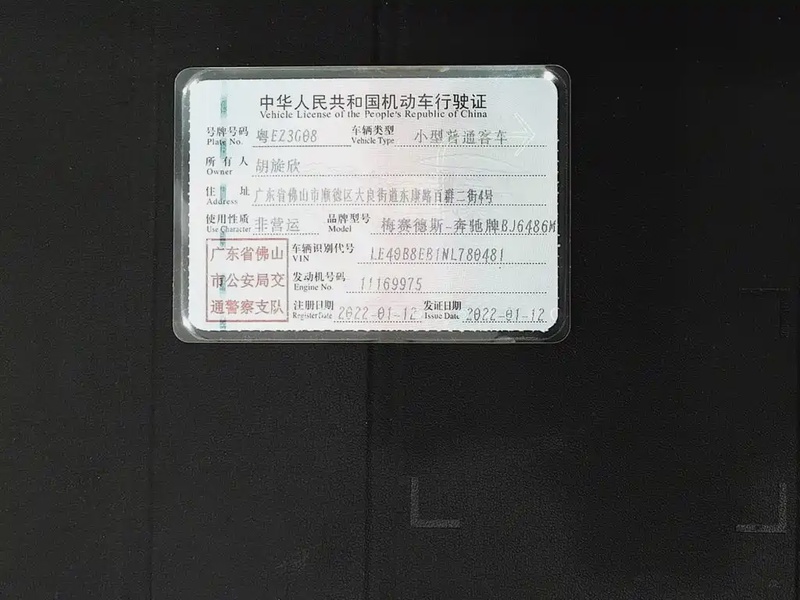 中华人民共和国机动车行驶证
Vehicle License of the People's Republic of China
号牌号码 粤EZ3G08 车辆类型 小型普通客车
Plate No. Vehicle Type
所有人 胡旋欣
Owner
住址 广东省佛山市顺德区大良街道东康路百群二街4号
Address
使用性质 非营运 品牌型号 梅赛德斯-奔驰牌BJ6486M
Use Character Model
广东省佛山 车辆识别代号 LE40B8EB1NL780481
VIN
市公安局交 发动机号码 11169975
Engine No.
通警察支队 注册日期 2022-01-12 发证日期 2022-01-12
Register Date Issue Date